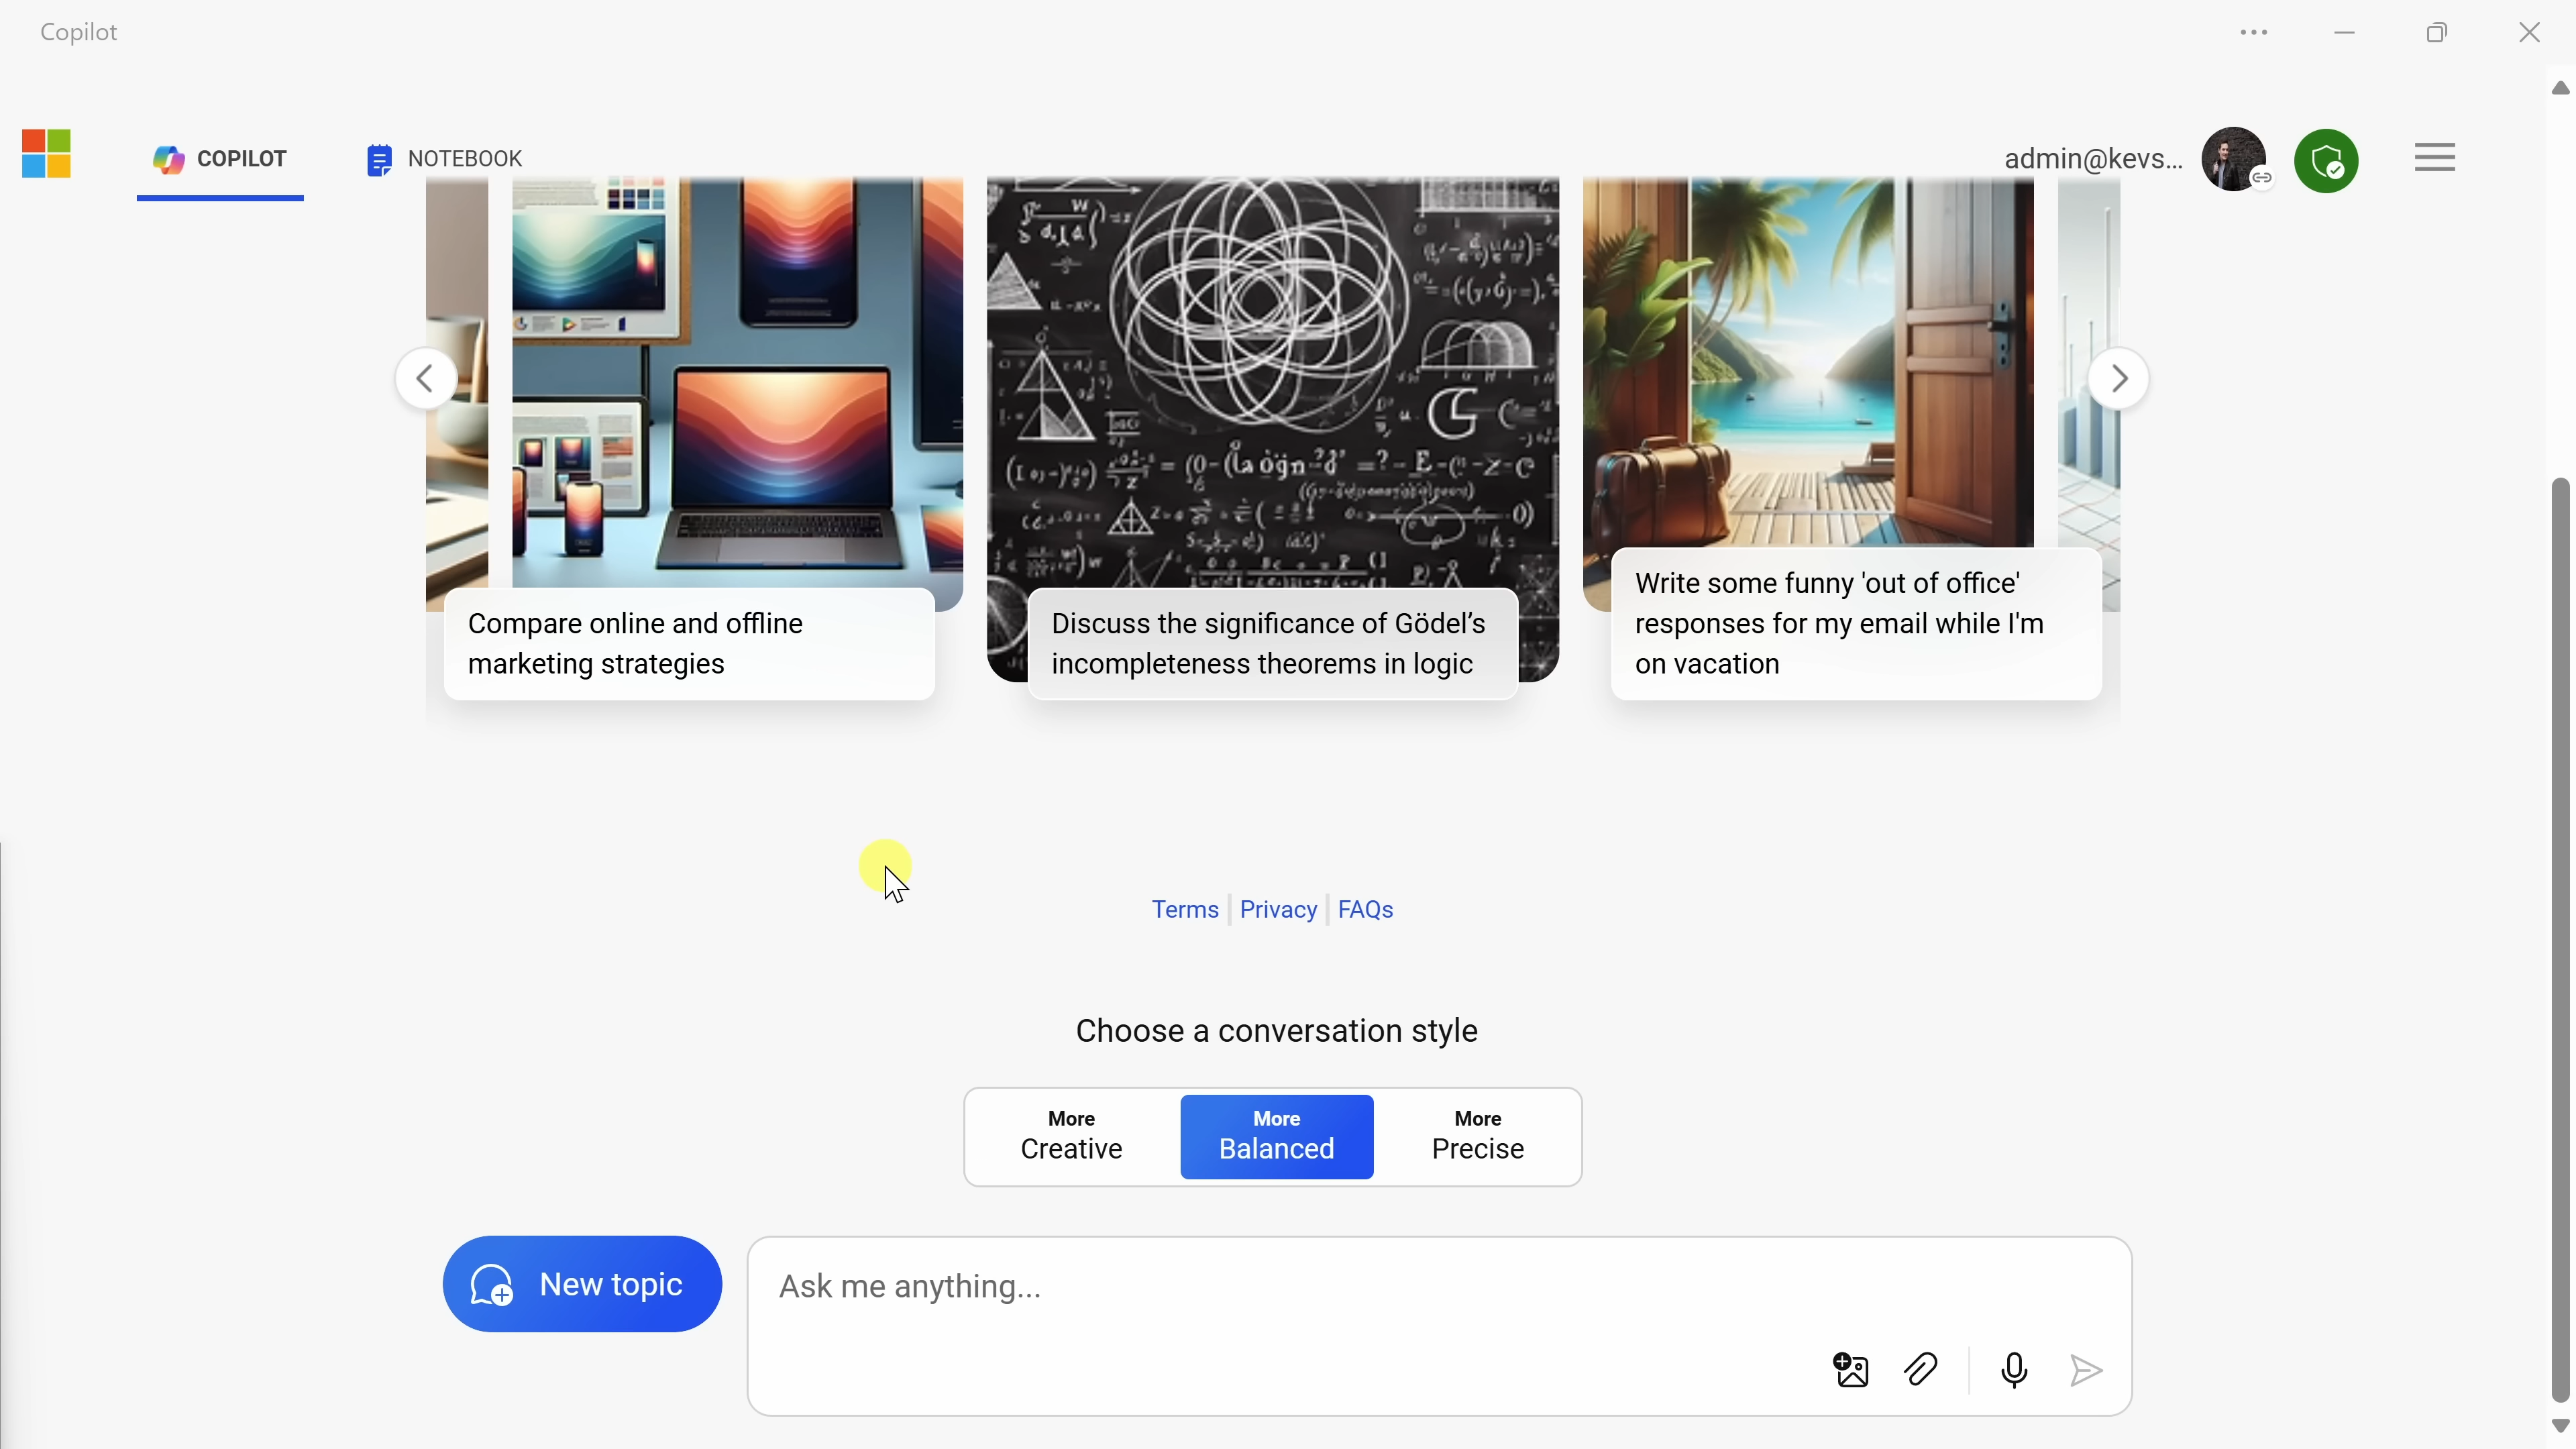 Copilot
COPILOT
NOTEBOOK
admin@kevs...
Compare online and offline
marketing strategies
Discuss the significance of Gödel’s
incompleteness theorems in logic
Write some funny 'out of office'
responses for my email while I'm
on vacation
Terms
Privacy
FAQs
Choose a conversation style
More
Creative
More
Balanced
More
Precise
New topic
Ask me anything...